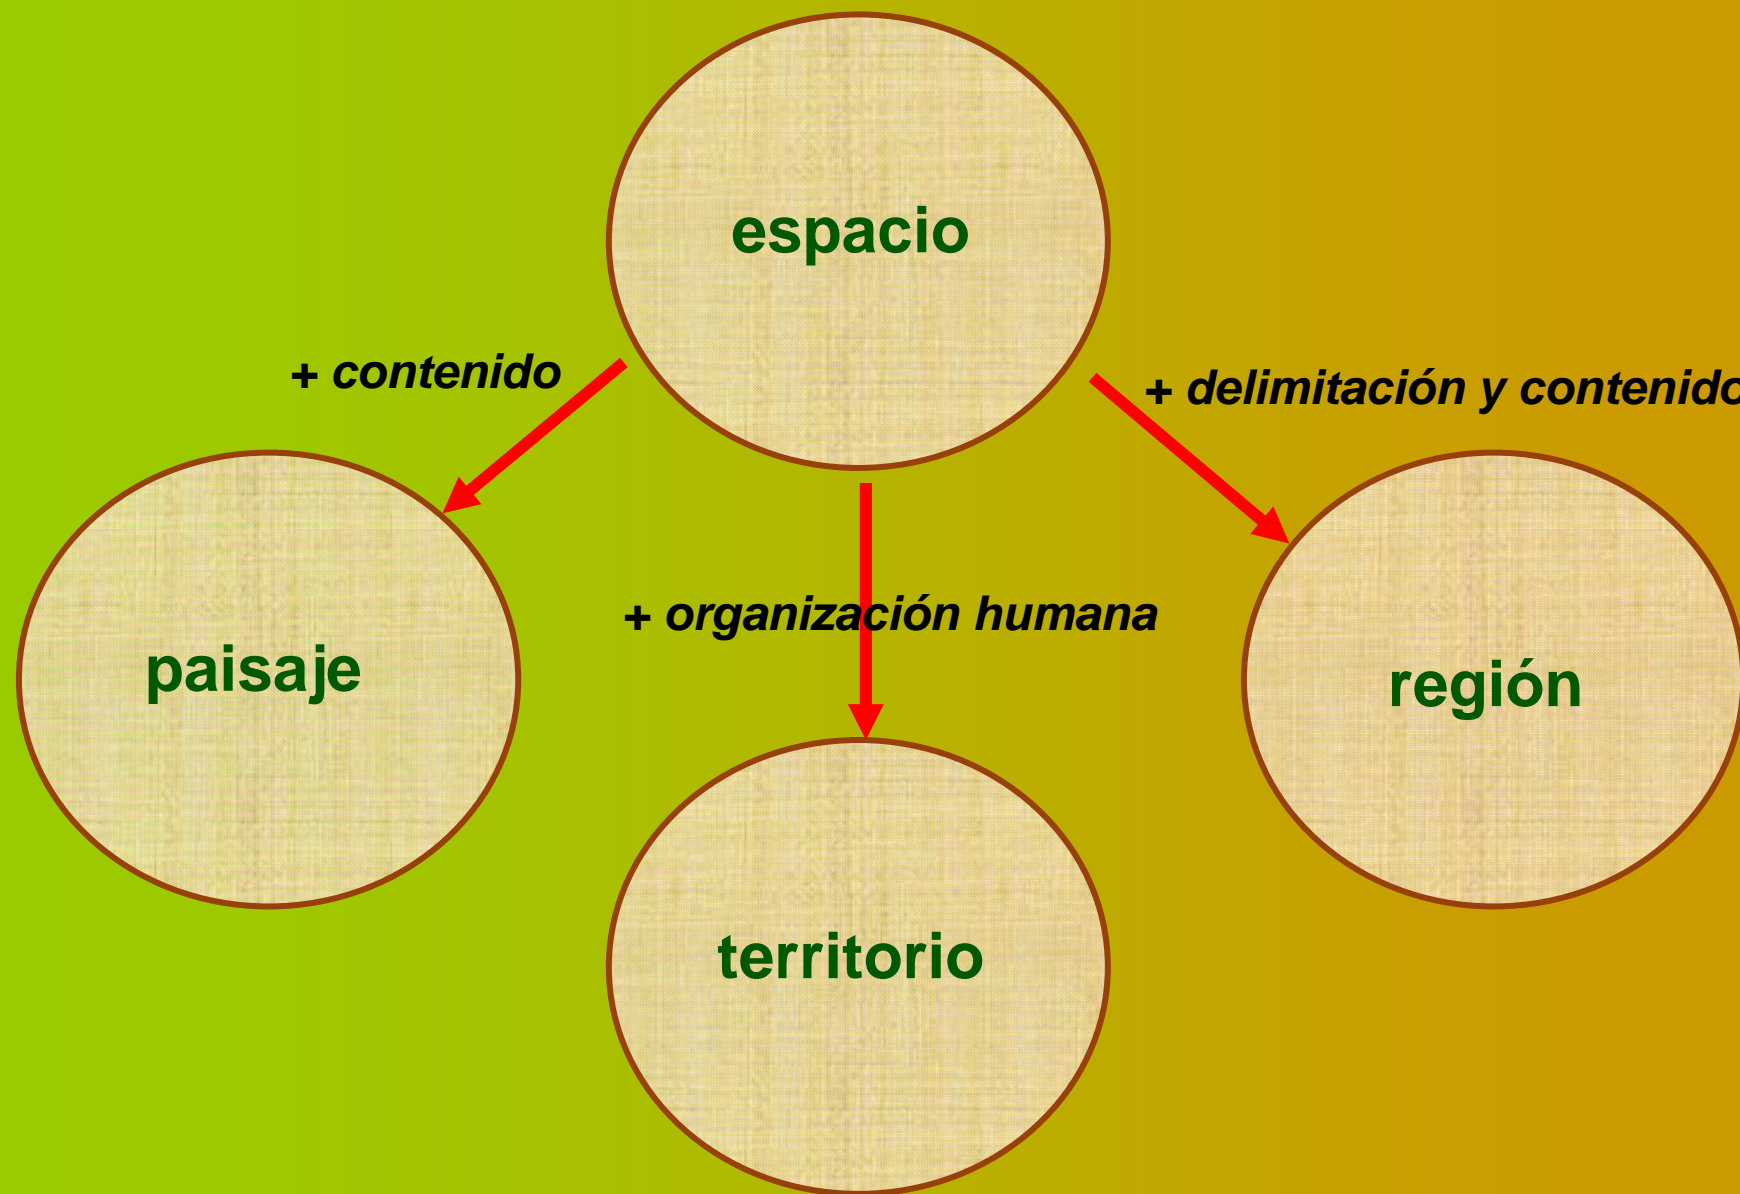 espacio
+ contenido
+ delimitación y contenido
+ organización humana
paisaje
región
territorio